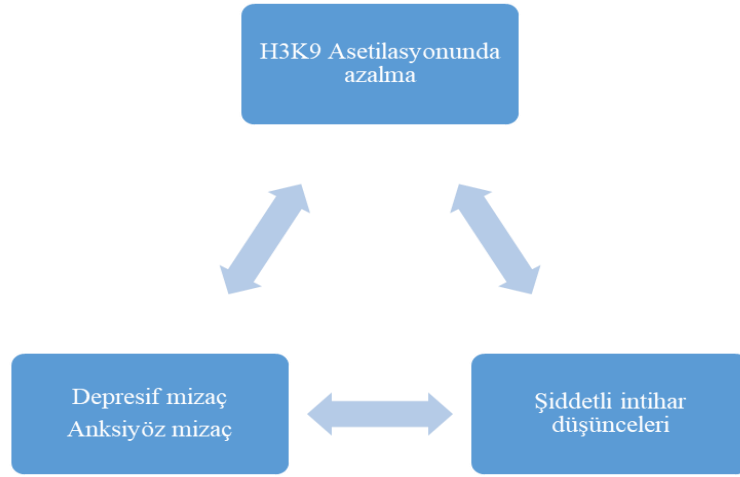 H3K9 Asetilasyonunda
azalma
Depresif mizaç
Anksiyöz mizaç
Şiddetli intihar
düşünceleri